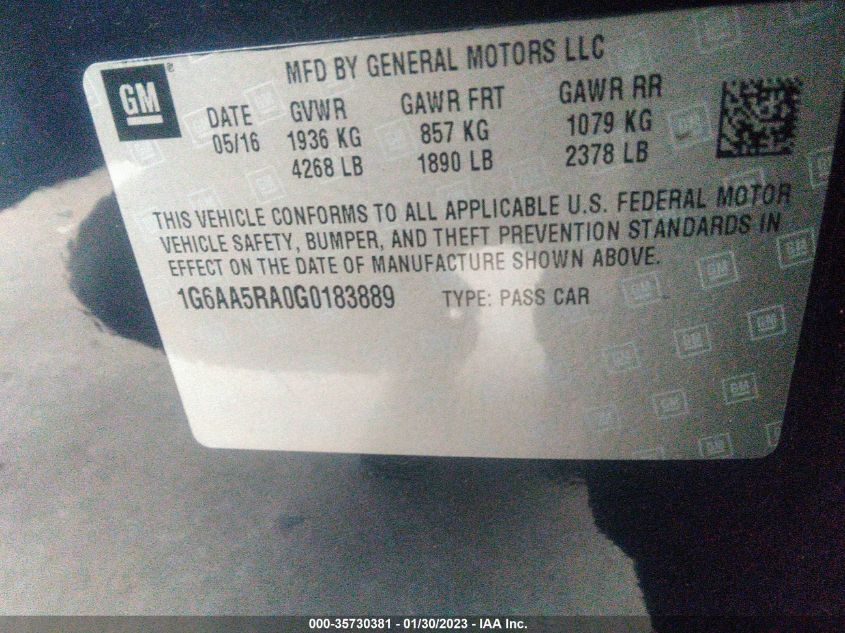 GM
MFD BY GENERAL MOTORS LLC
DATE GVWR GAWR FRT GAWR RR
05/16 1936 KG 857 KG 1079 KG
4268 LB 1890 LB 2378 LB
THIS VEHICLE CONFORMS TO ALL APPLICABLE U.S. FEDERAL MOTOR
VEHICLE SAFETY, BUMPER, AND THEFT PREVENTION STANDARDS IN
EFFECT ON THE DATE OF MANUFACTURE SHOWN ABOVE.
1G6AA5RA0G0183889 TYPE: PASS CAR
000-35730381 - 01/30/2023 - IAA Inc.